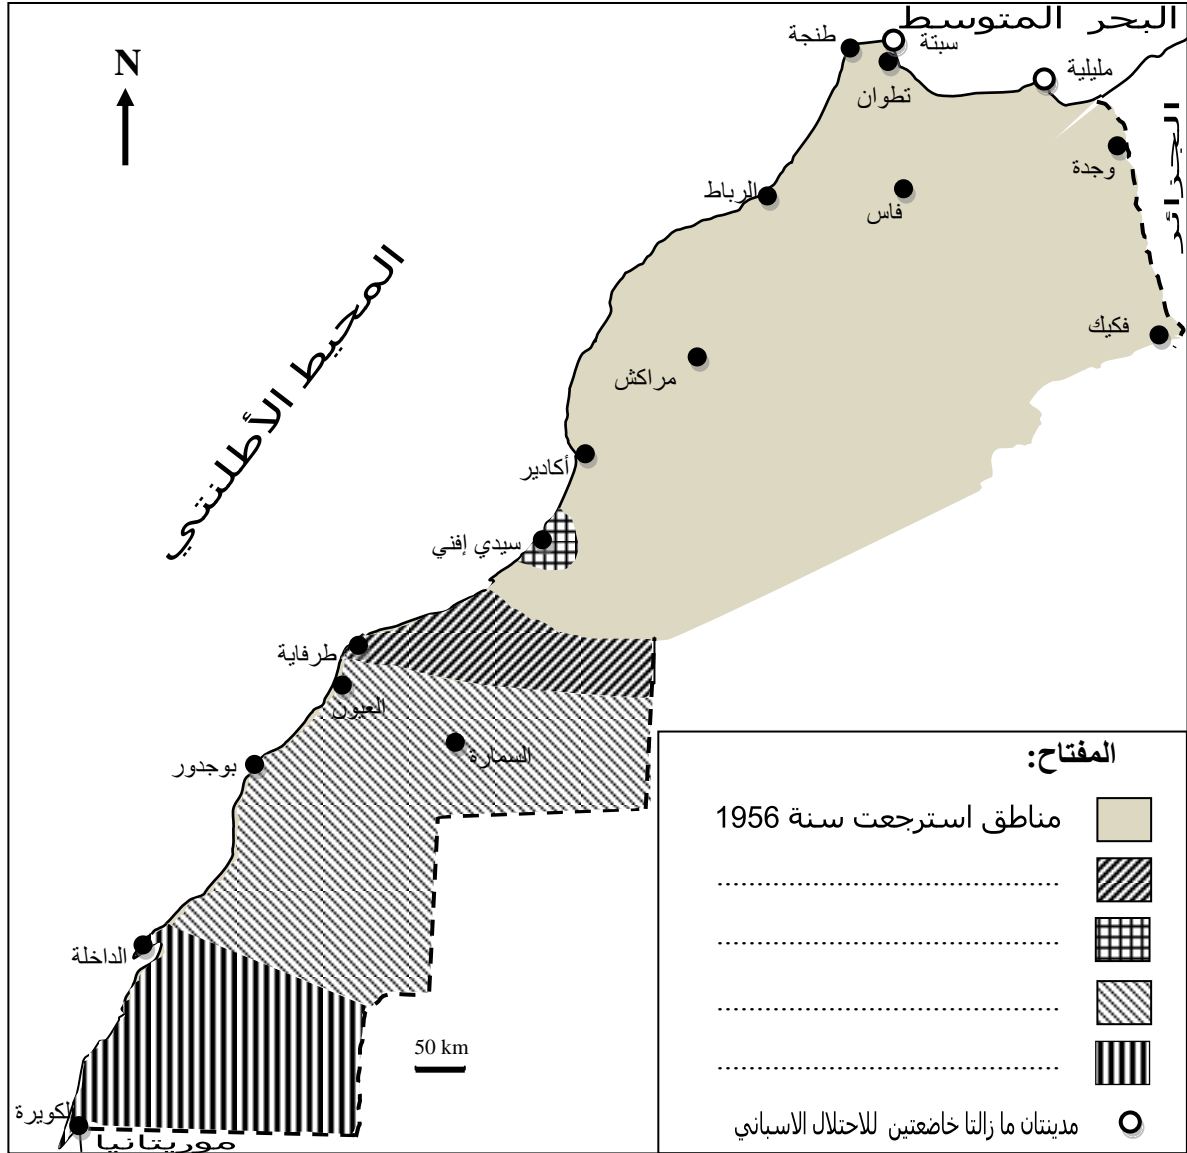 البحر المتوسط
سبتة
طنجة
مليلية
N
تطوان
الجزائر
وجدة
الرباط
فاس
المحيط الأطلنتي
فكيك
مراكش
أكادير
سيدي إفني
طرفاية
العيون
السمارة
بوجدور
الداخلة
50 km
لكويرة
موريتانيا
المفتاح:
مناطق استرجعت سنة 1956
........................................
........................................
........................................
........................................
مدينتان ما زالتا خاضعتين للاحتلال الاسباني